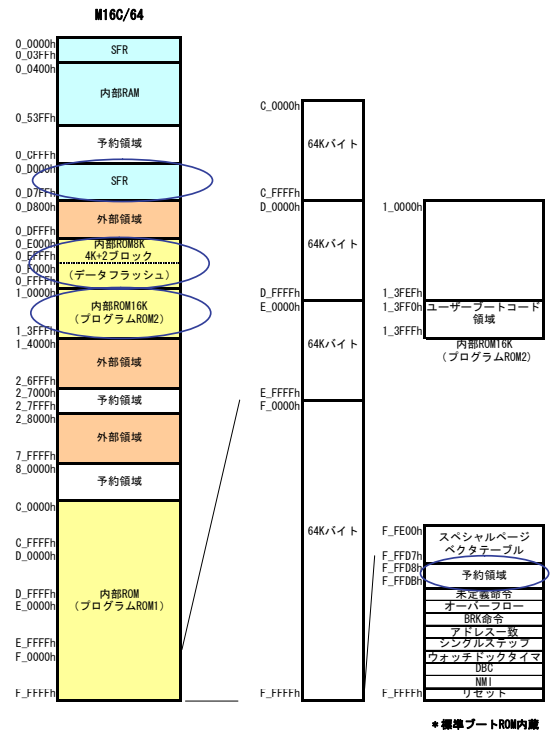 M16C/64
0_0000h
0_03FFh
SFR
0_0400h
内部RAM
0_53FFh
予約領域
0_CFFFh
0_D000h
SFR
0_D7FFh
0_D800h
外部領域
0_DFFFh
0_E000h
内部ROM8K
0_EFFFh
4K+2ブロック
0_F000h
(データフラッシュ)
0_FFFFh
1_0000h
内部ROM16K
(プログラムROM2)
1_3FFFh
1_4000h
外部領域
2_6FFFh
2_7000h
予約領域
2_7FFFh
2_8000h
外部領域
7_FFFFh
8_0000h
予約領域
C_0000h
C_FFFFh
D_0000h
D_FFFFh
E_0000h
内部ROM
(プログラムROM1)
E_FFFFh
F_0000h
F_FFFFh
C_0000h
64Kバイト
C_FFFFh
D_0000h
64Kバイト
D_FFFFh
E_0000h
64Kバイト
E_FFFFh
F_0000h
64Kバイト
F_FFFFh
1_0000h
1_3FEFh
1_3FF0h
ユーザーブートコード
領域
1_3FFFh
内部ROM16K
(プログラムROM2)
F_FE00h
スペシャルページ
ベクタテーブル
F_FFD7h
F_FFD8h
予約領域
F_FFDBh
未定義命令
オーバーフロー
BRK命令
アドレス一致
シングルステップ
ウォッチドックタイマ
DBC
NMI
リセット
F_FFFFh
*標準ブートROM内蔵